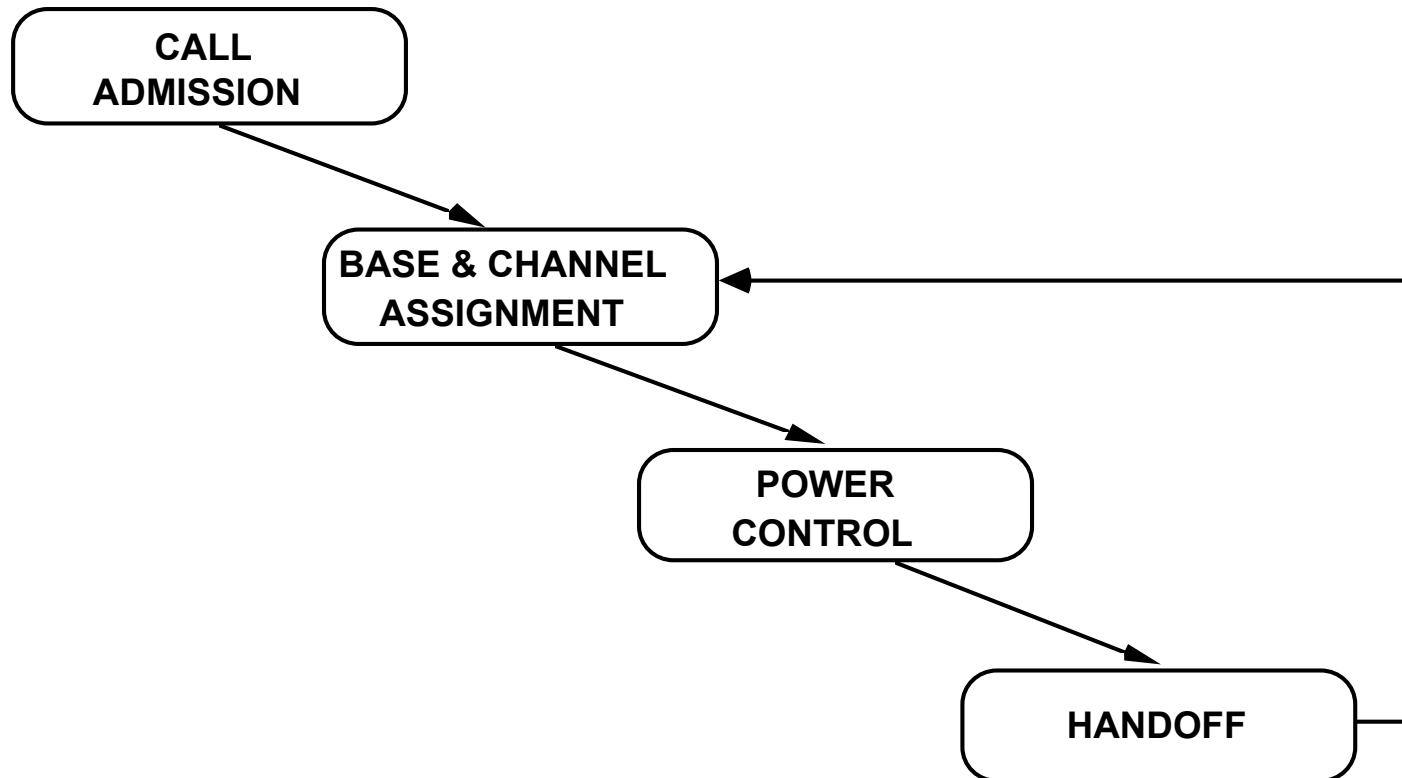 CALL
ADMISSION
BASE & CHANNEL
ASSIGNMENT
POWER
CONTROL
HANDOFF